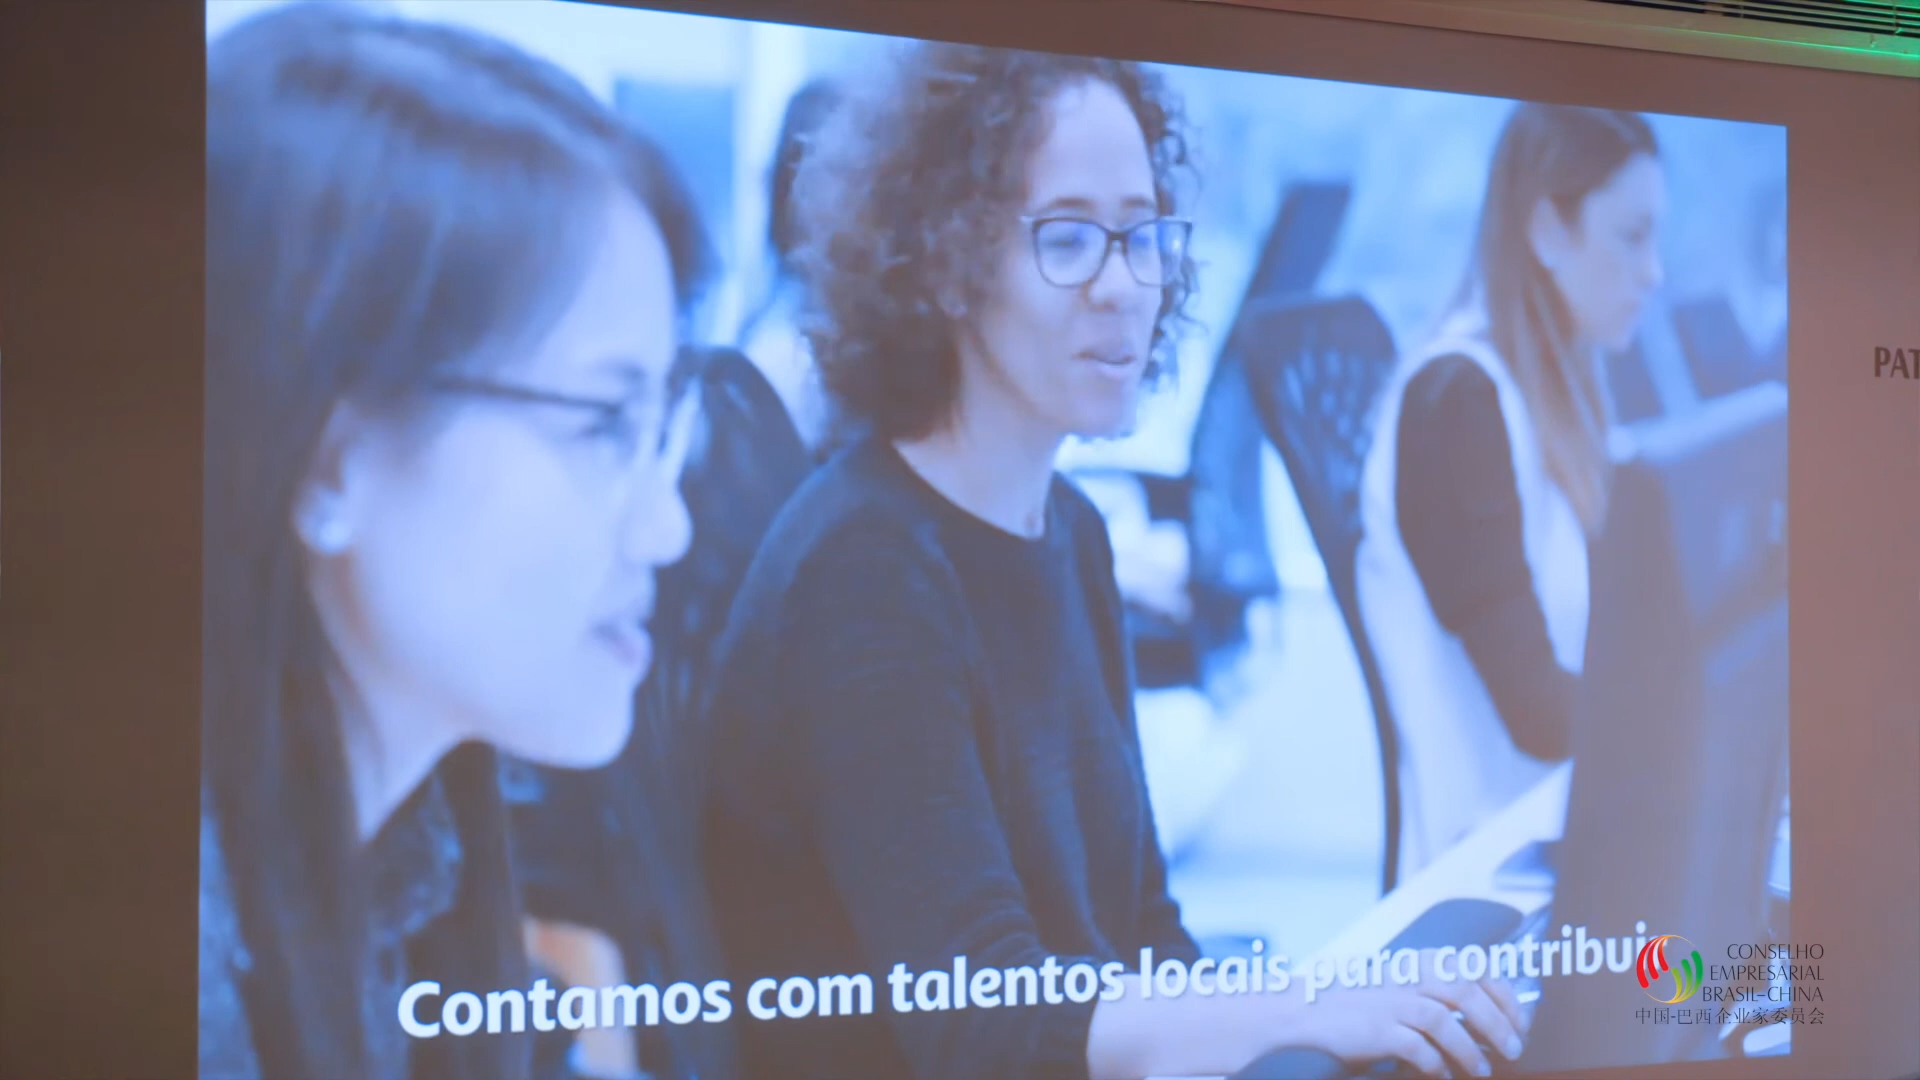 PAT
Contamos com talentos locais para contribuir
CONSELHO
EMPRESARIAL
BRASIL-CHINA
中国-巴西企业家委员会